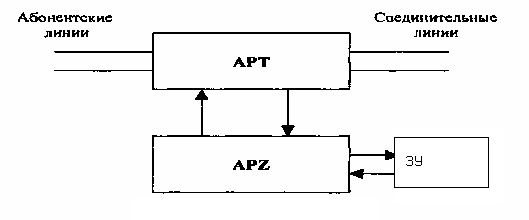 Абонентские
линии
Соединительные
линии
APT
APZ
ЗУ